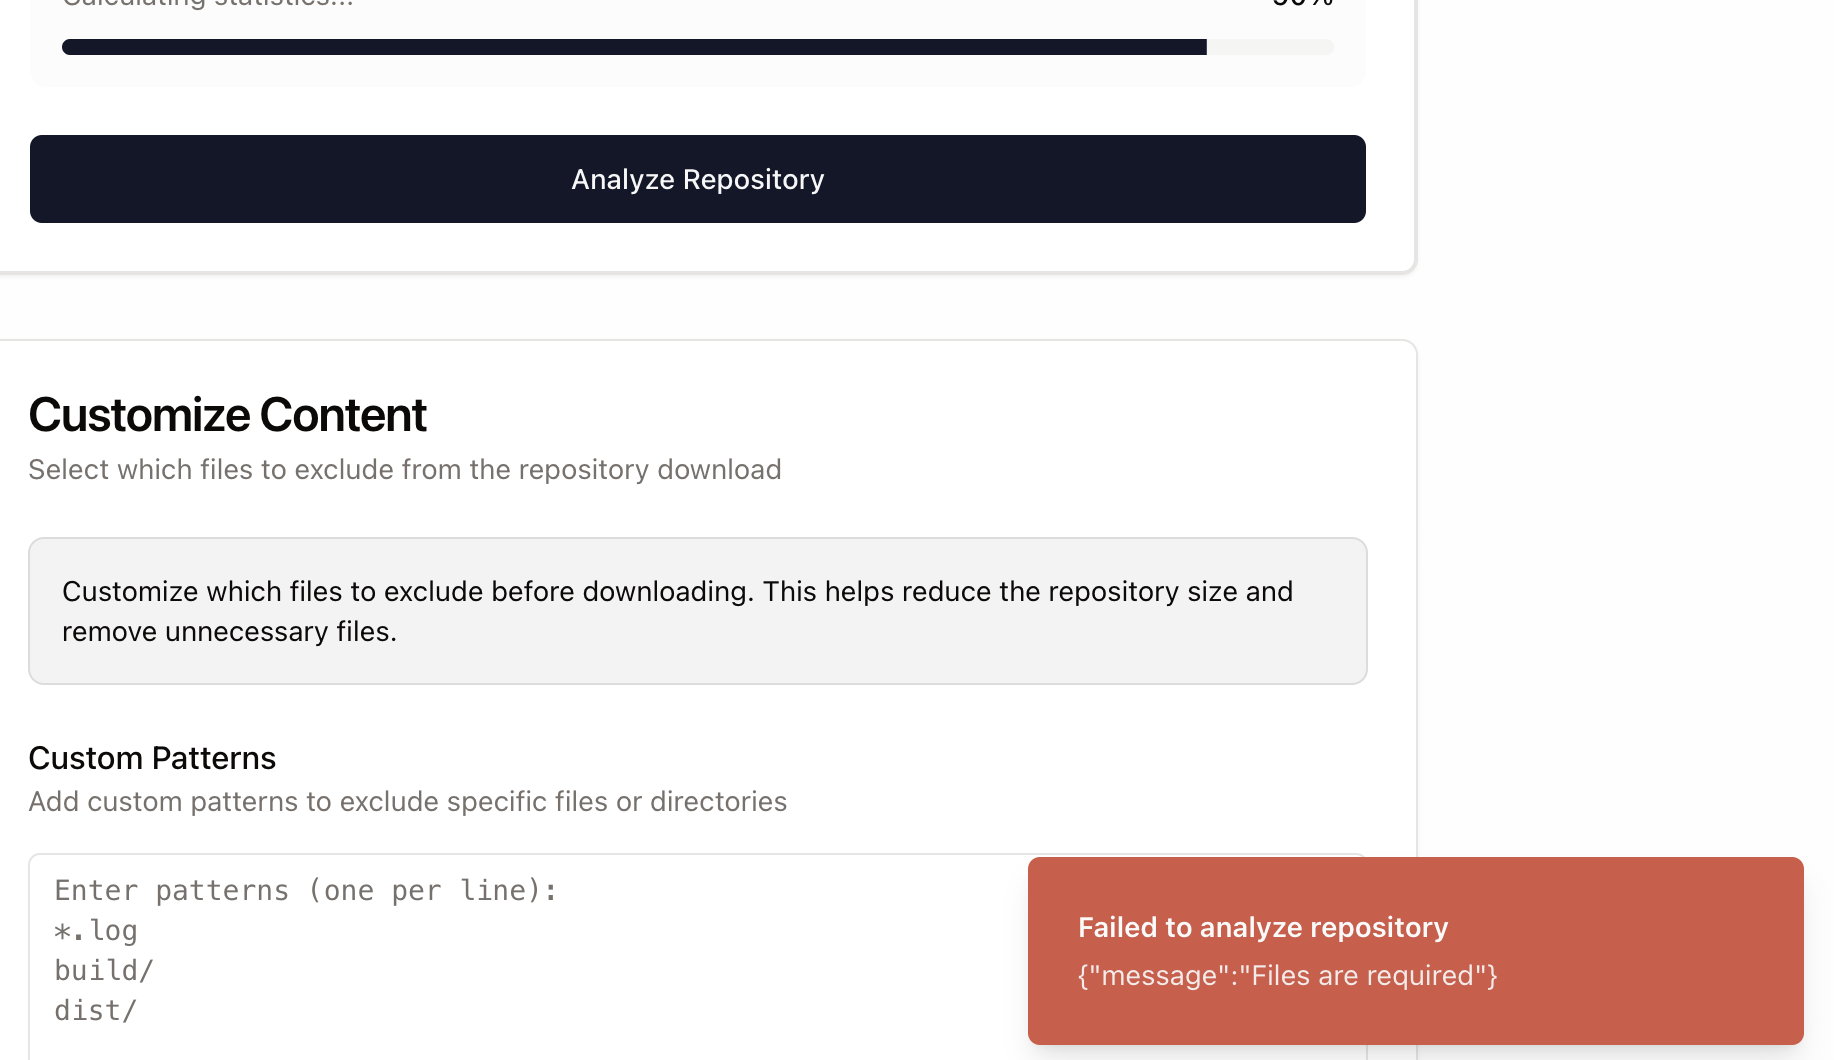 Calculating statistics...
90%
Analyze Repository
Customize Content
Select which files to exclude from the repository download
Customize which files to exclude before downloading. This helps reduce the repository size and
remove unnecessary files.
Custom Patterns
Add custom patterns to exclude specific files or directories
Enter patterns (one per line):
*.log
build/
dist/
Failed to analyze repository
{"message":"Files are required"}